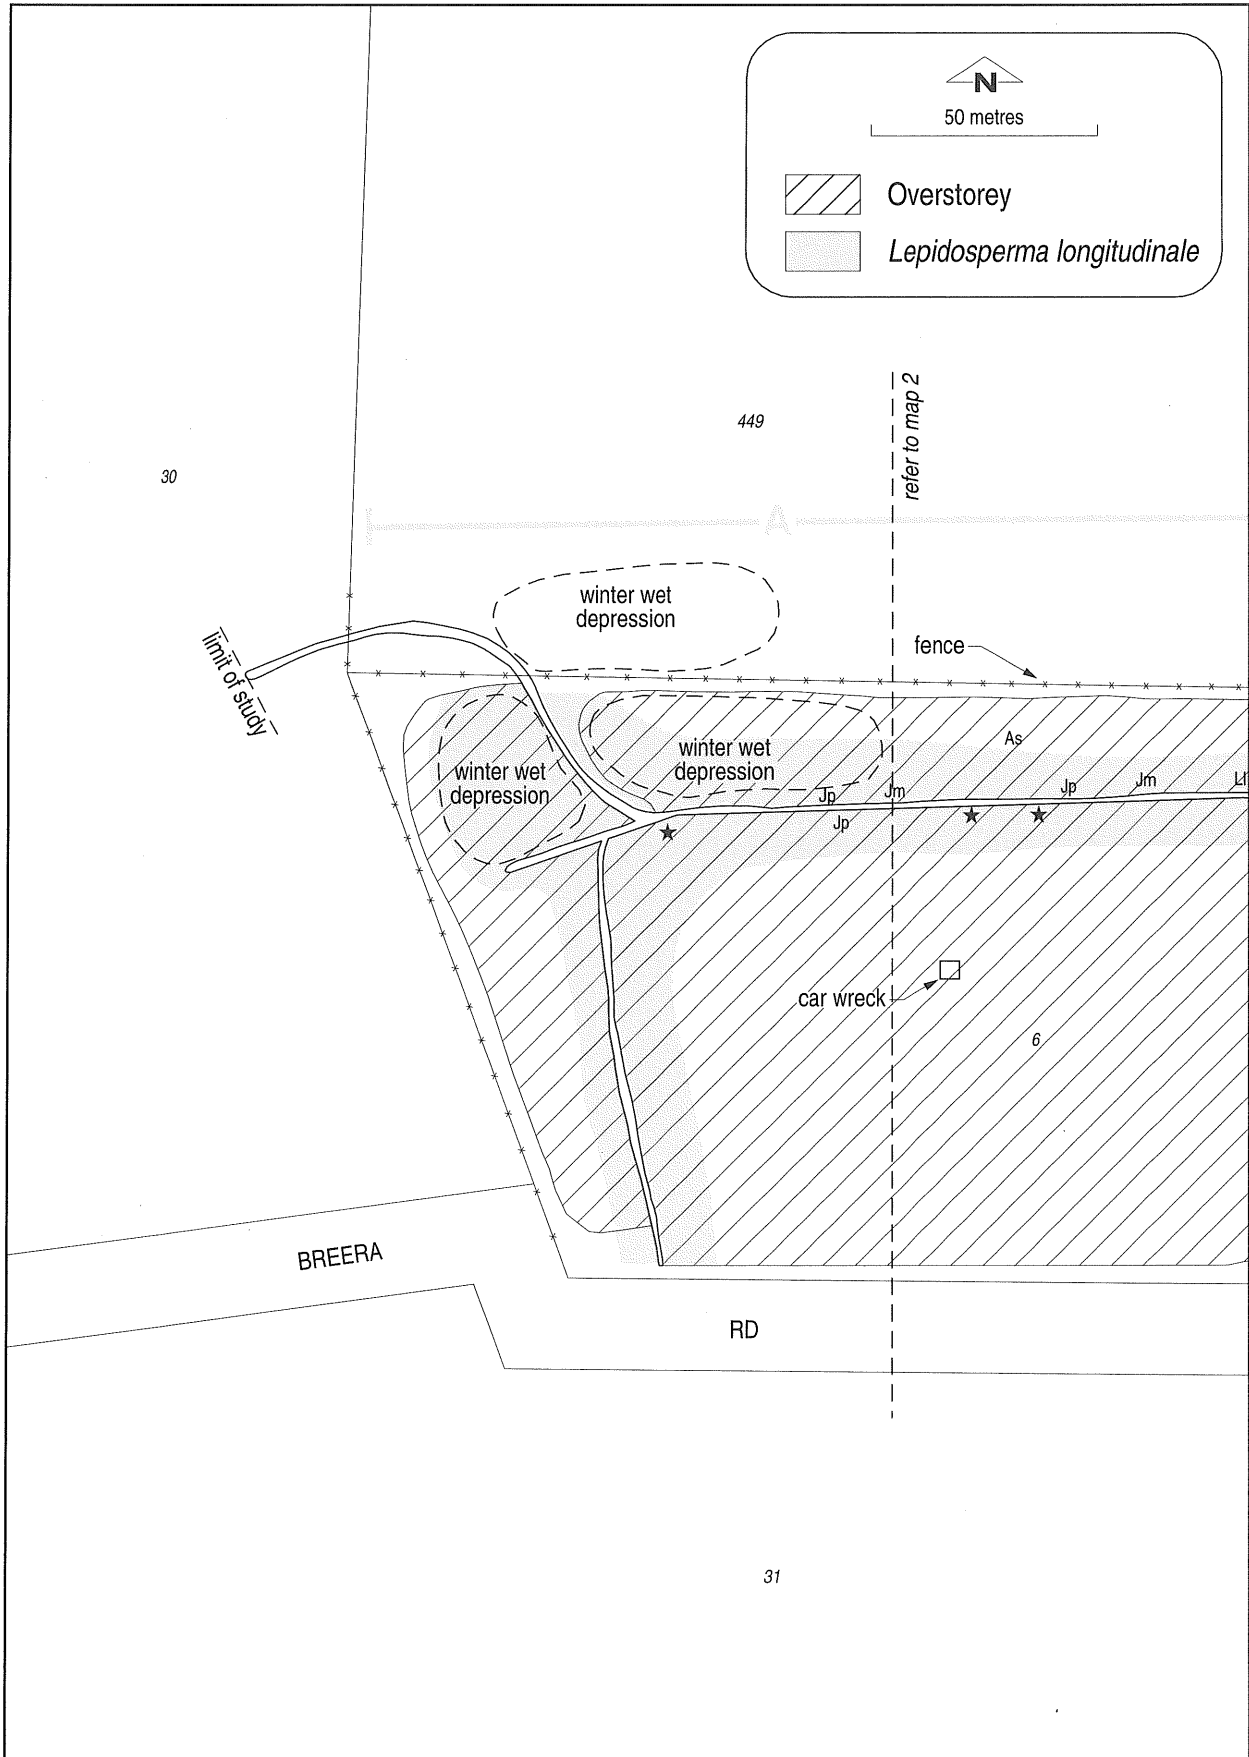 N
50 metres
Overstorey
Lepidosperma longitudinale
refer to map 2
449
30
A
winter wet
depression
fence
limit of study
As
winter wet
depression
winter wet
depression
Jp
Jm
Jp
Jm
Ll
Jp
car wreck
6
BREERA
RD
31